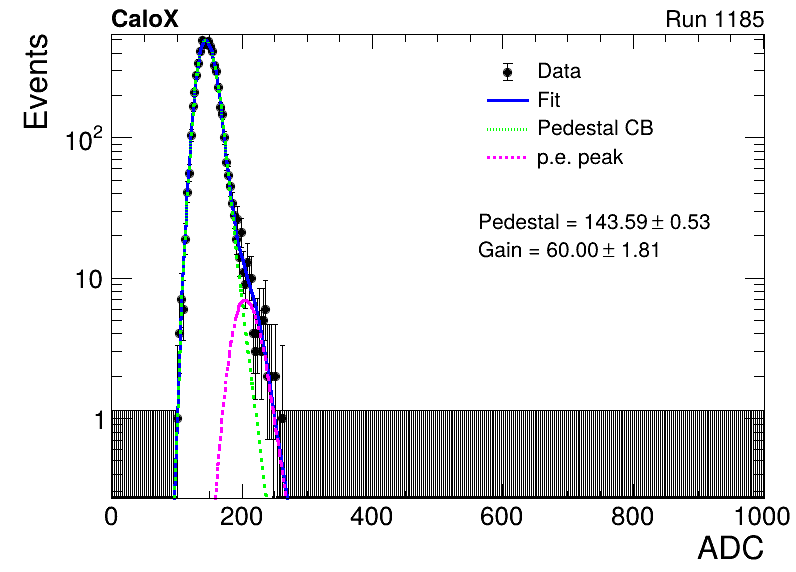 CaloX Run 1185
Events
Data
Fit
Pedestal CB
p.e. peak
Pedestal = 143.59 ± 0.53
Gain = 60.00 ± 1.81
10²
10
1
0 200 400 600 800 1000
ADC